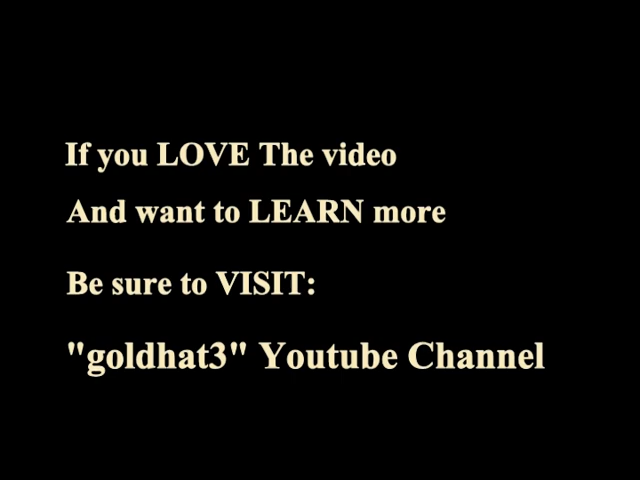 If you LOVE The video
And want to LEARN more
Be sure to VISIT:
"goldhat3" Youtube Channel